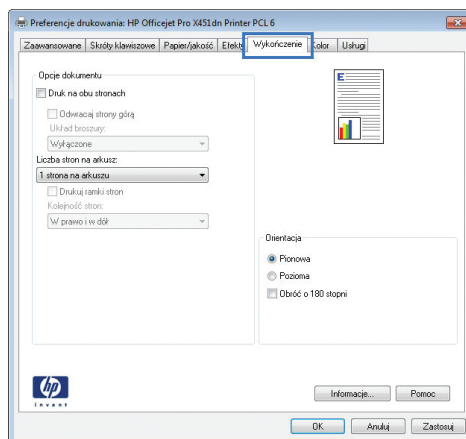 Preferencje drukowania: HP Officejet Pro X451dn Printer PCL 6
Zaawansowane Skróty klawiszowe Papier/jakość Efekty Wykończenie Kolor Usługi
Opcje dokumentu
Druk na obu stronach
Odwracaj strony górą
Układ broszury:
Wyłączone
Liczba stron na arkusz:
1 strona na arkuszu
Drukuj ramki stron
Kolejność stron:
W prawo i w dół
E
Orientacja
Pionowa
Pozioma
Obróć o 180 stopni
hp
invent
Informacje... Pomoc
OK Anuluj Zastosuj